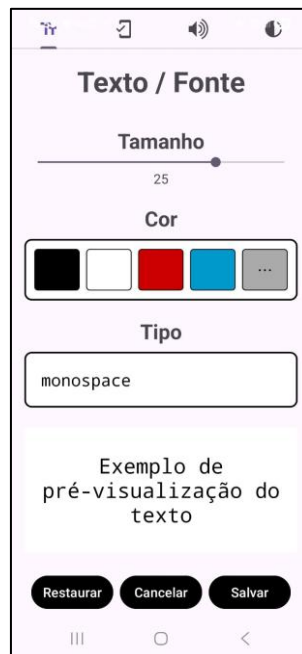 Texto / Fonte
Tamanho
25
Cor
...
Tipo
monospace
Exemplo de
pré-visualização do
texto
Restaurar Cancelar Salvar